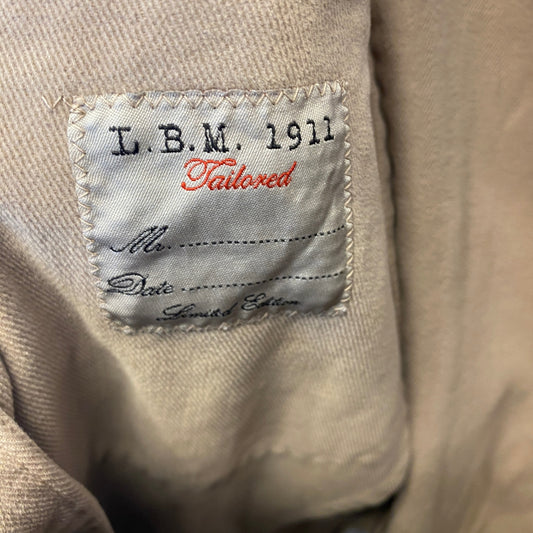 L.B.M. 1911
Tailored
Mr. ........................
Date ........................
Limited Edition